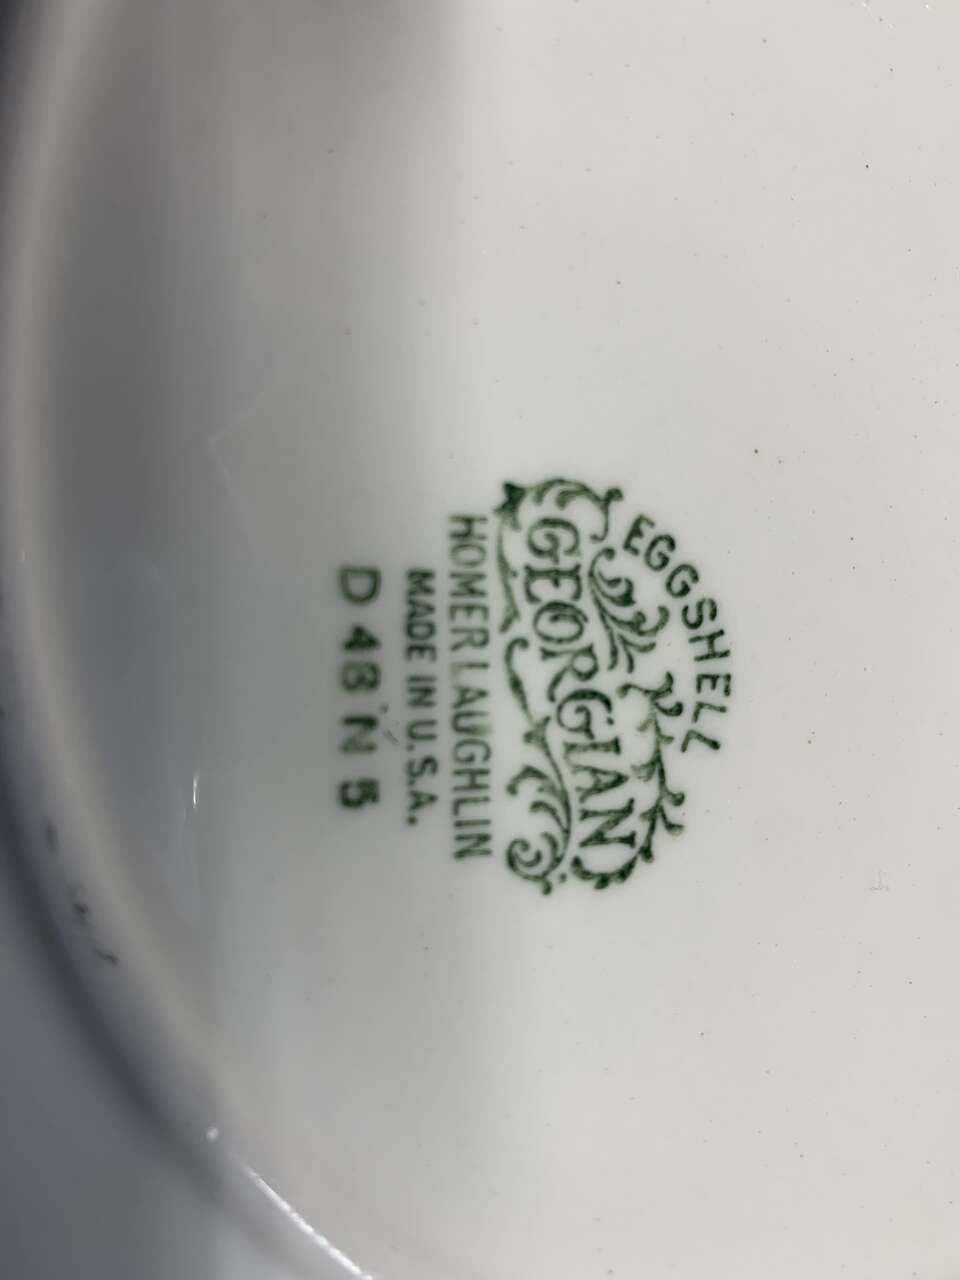 EGGSHELL
GEORGIAN
HOMER LAUGHLIN
MADE IN U.S.A.
D 48 N 5